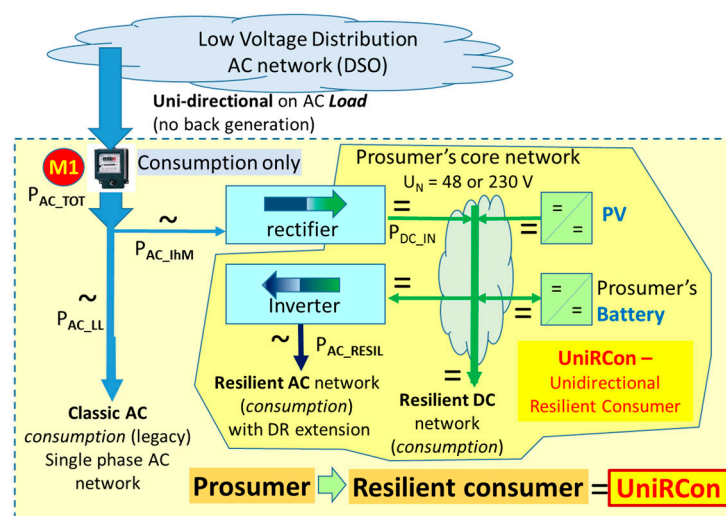 Low Voltage Distribution
AC network (DSO)
Uni-directional on AC Load
(no back generation)
M1
Consumption only
Prosumer's core network
U_N = 48 or 230 V
P_AC_TOT
~
=
rectifier
P_AC_IhM
P_DC_IN
=
=
=
PV
~
P_AC_LL
Inverter
=
=
=
=
Prosumer's
Battery
~
P_AC_RESIL
=
UniRCon –
Unidirectional
Resilient Consumer
Resilient AC network
(consumption)
with DR extension
Resilient DC
network
(consumption)
Classic AC
consumption (legacy)
Single phase AC
network
Prosumer
Resilient consumer
=
UniRCon